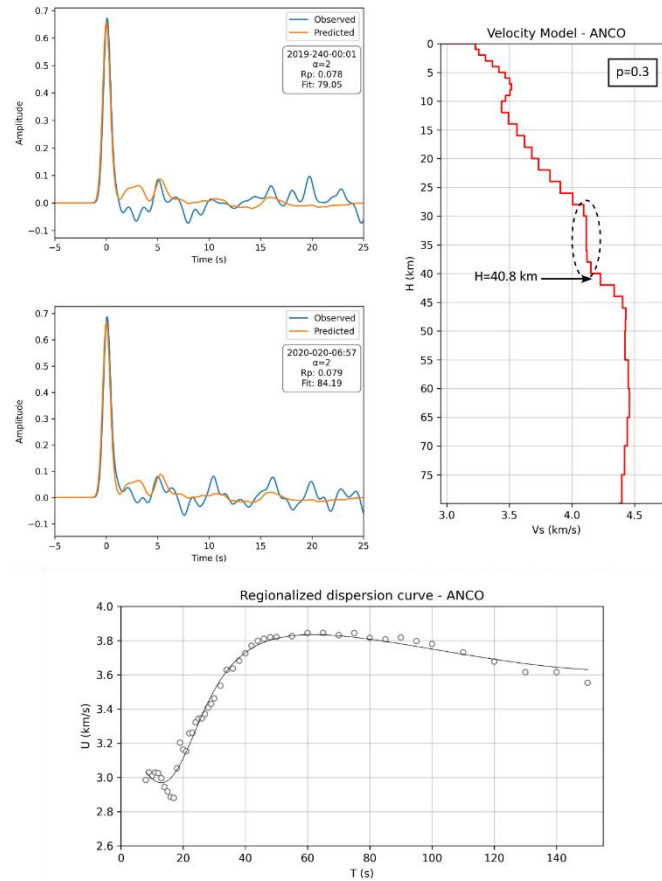 0.7
0.6
0.5
0.4
0.3
0.2
0.1
0.0
−0.1
Amplitude
Observed
Predicted
2019-240-00:01
α=2
Rp: 0.078
Fit: 79.05
−5 0 5 10 15 20 25
Time (s)
0.7
0.6
0.5
0.4
0.3
0.2
0.1
0.0
−0.1
Amplitude
Observed
Predicted
2020-020-06:57
α=2
Rp: 0.079
Fit: 84.19
−5 0 5 10 15 20 25
Time (s)
Velocity Model - ANCO
p=0.3
0
5
10
15
20
25
30
35
40
45
50
55
60
65
70
75
H (km)
H=40.8 km
3.0 3.5 4.0 4.5
Vs (km/s)
Regionalized dispersion curve - ANCO
4.0
3.8
3.6
3.4
3.2
3.0
2.8
2.6
U (km/s)
0 20 40 60 80 100 120 140
T (s)